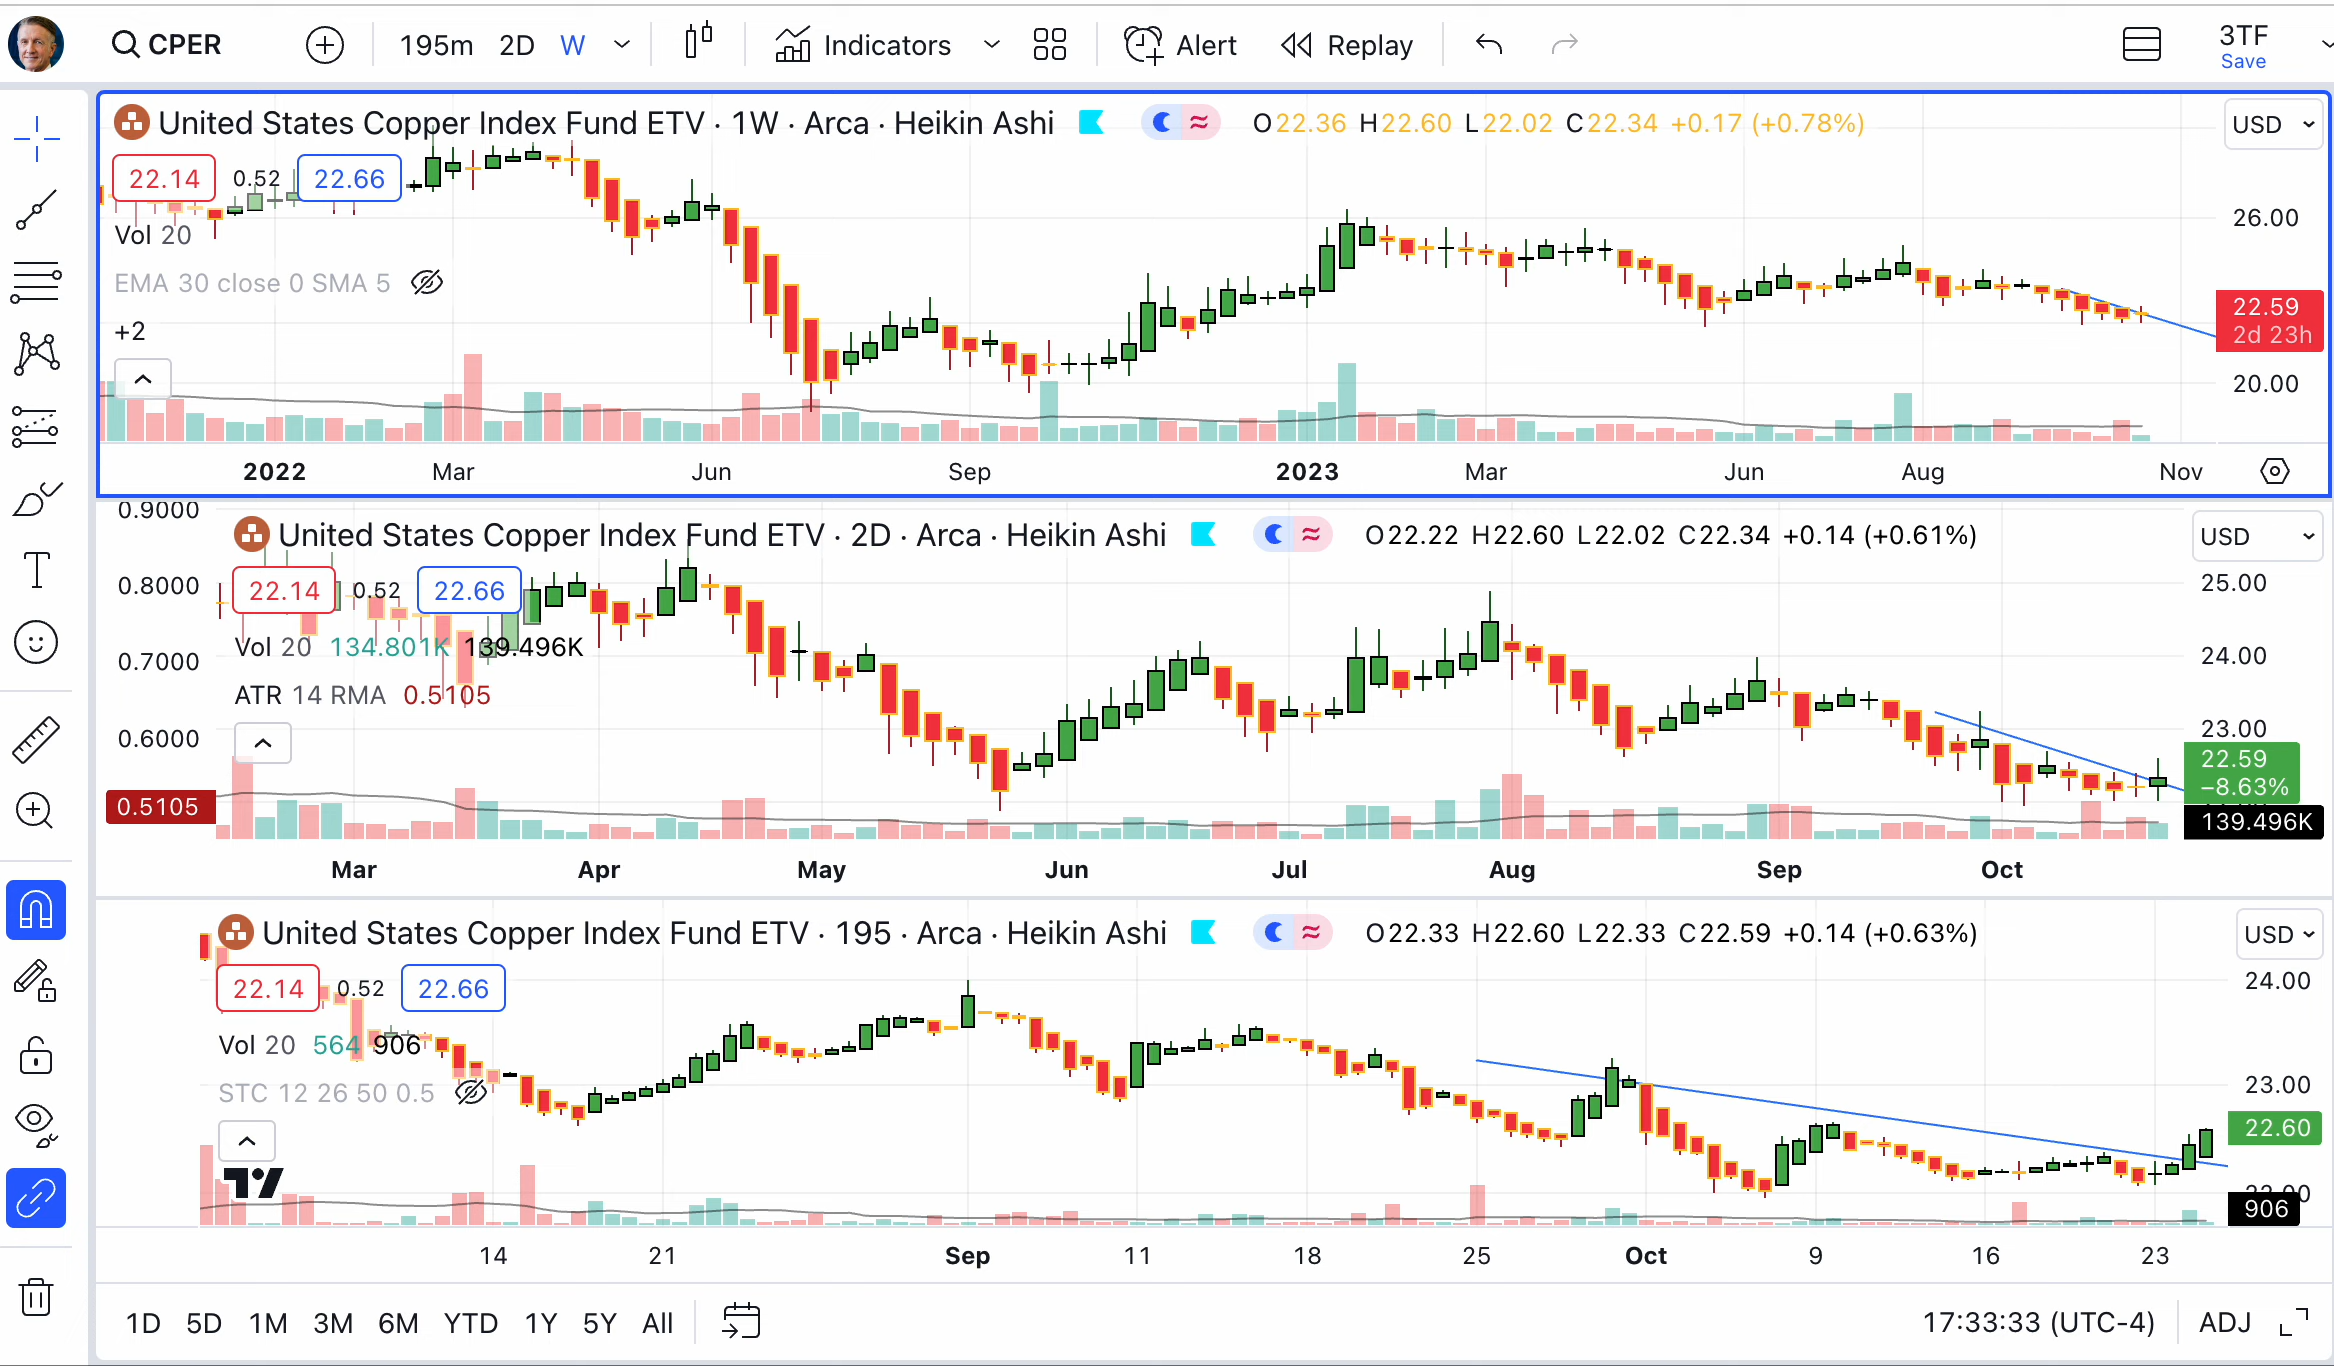 CPER 195m 2D W Indicators Alert Replay 3TF
Save
United States Copper Index Fund ETV · 1W · Arca · Heikin Ashi O22.36 H22.60 L22.02 C22.34 +0.17 (+0.78%) USD
22.14 0.52 22.66
Vol 20
EMA 30 close 0 SMA 5
+2
26.00
22.59
2d 23h
20.00
2022 Mar Jun Sep 2023 Mar Jun Aug Nov
0.9000
United States Copper Index Fund ETV · 2D · Arca · Heikin Ashi O22.22 H22.60 L22.02 C22.34 +0.14 (+0.61%) USD
0.8000 22.14 0.52 22.66 25.00
Vol 20 134.801K 139.496K
0.7000 24.00
ATR 14 RMA 0.5105
0.6000 23.00
22.59
−8.63%
0.5105
139.496K
Mar Apr May Jun Jul Aug Sep Oct
United States Copper Index Fund ETV · 195 · Arca · Heikin Ashi O22.33 H22.60 L22.33 C22.59 +0.14 (+0.63%) USD
22.14 0.52 22.66 24.00
Vol 20 564 906
STC 12 26 50 0.5 23.00
22.60
906
14 21 Sep 11 18 25 Oct 9 16 23
1D 5D 1M 3M 6M YTD 1Y 5Y All 17:33:33 (UTC-4) ADJ